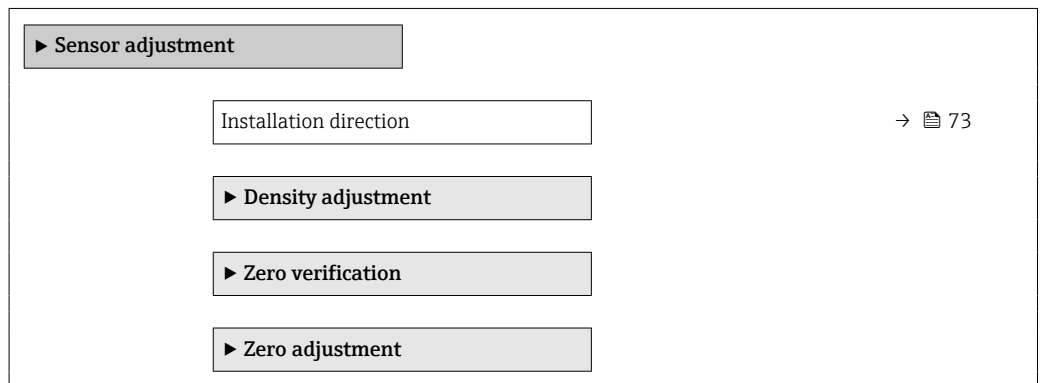 ▶ Sensor adjustment
Installation direction → 73
▶ Density adjustment
▶ Zero verification
▶ Zero adjustment